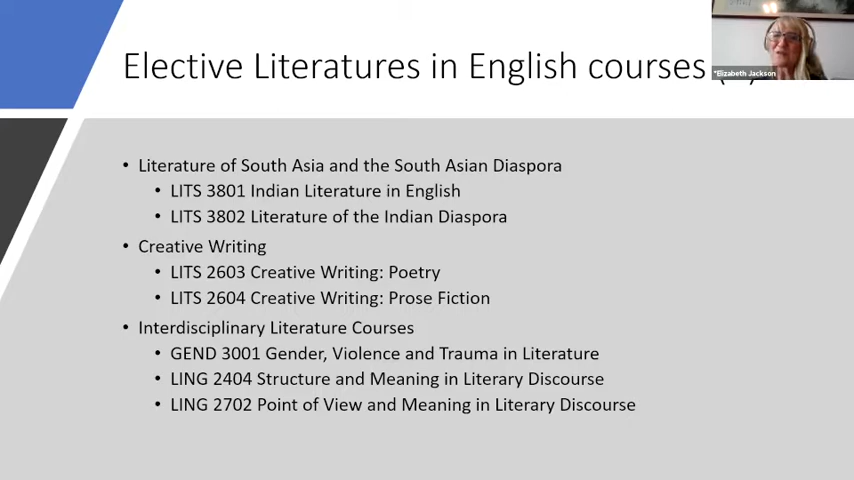 Elective Literatures in English courses
*Elizabeth Jackson
• Literature of South Asia and the South Asian Diaspora
• LITS 3801 Indian Literature in English
• LITS 3802 Literature of the Indian Diaspora
• Creative Writing
• LITS 2603 Creative Writing: Poetry
• LITS 2604 Creative Writing: Prose Fiction
• Interdisciplinary Literature Courses
• GEND 3001 Gender, Violence and Trauma in Literature
• LING 2404 Structure and Meaning in Literary Discourse
• LING 2702 Point of View and Meaning in Literary Discourse